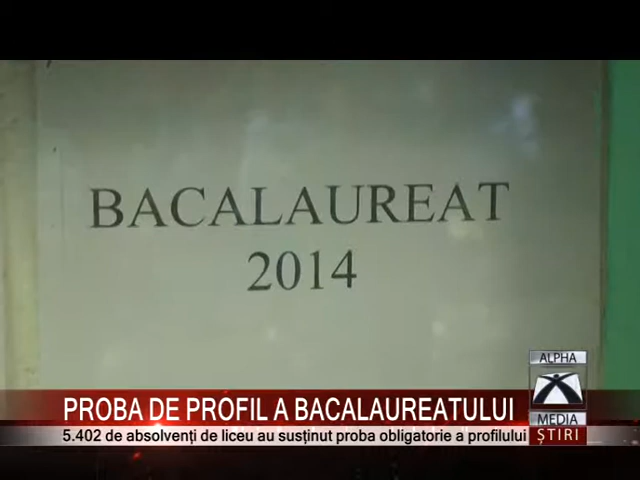 BACALAUREAT
2014
ALPHA
MEDIA
ȘTIRI
PROBA DE PROFIL A BACALAUREATULUI
5.402 de absolvenți de liceu au susținut proba obligatorie a profilului